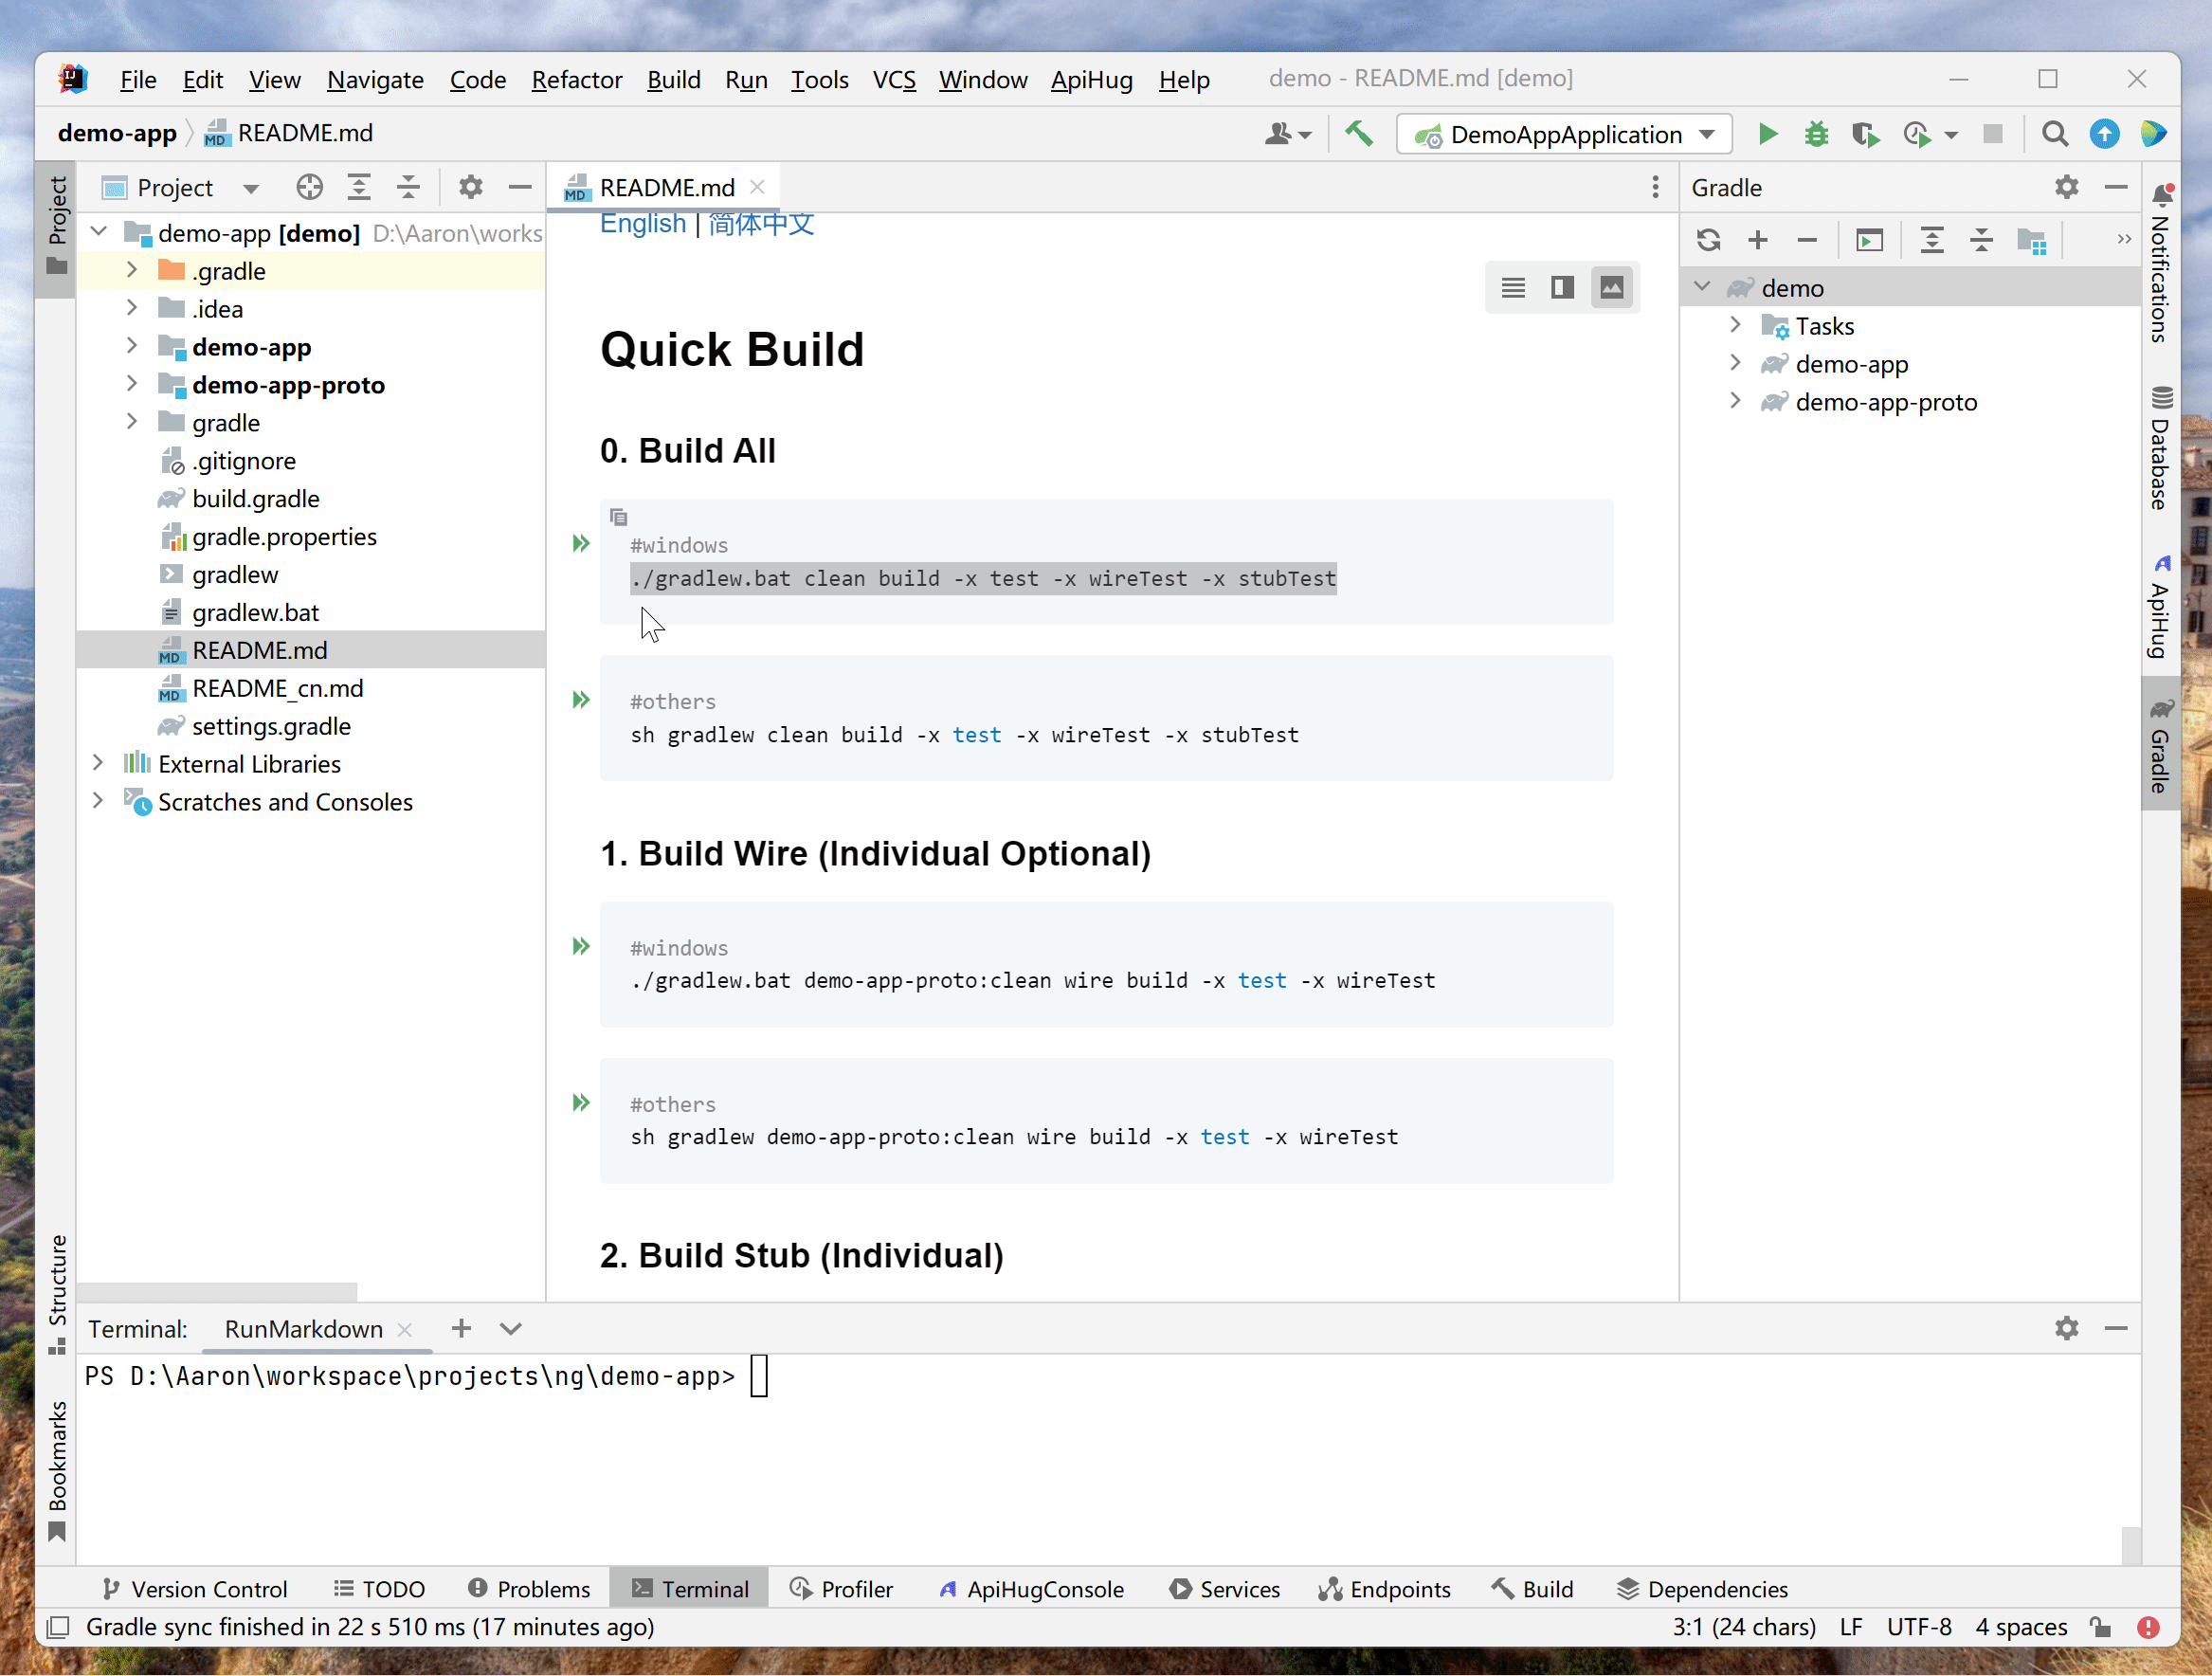 File Edit View Navigate Code Refactor Build Run Tools VCS Window ApiHug Help demo - README.md [demo]
demo-app README.md DemoAppApplication
Project
Project
demo-app [demo] D:\Aaron\works
.gradle
.idea
demo-app
demo-app-proto
gradle
.gitignore
build.gradle
gradle.properties
gradlew
gradlew.bat
README.md
README_cn.md
settings.gradle
External Libraries
Scratches and Consoles
Structure
Bookmarks
README.md
English | 简体中文
Quick Build
0. Build All
#windows
./gradlew.bat clean build -x test -x wireTest -x stubTest
#others
sh gradlew clean build -x test -x wireTest -x stubTest
1. Build Wire (Individual Optional)
#windows
./gradlew.bat demo-app-proto:clean wire build -x test -x wireTest
#others
sh gradlew demo-app-proto:clean wire build -x test -x wireTest
2. Build Stub (Individual)
Gradle
demo
Tasks
demo-app
demo-app-proto
Notifications
Database
ApiHug
Gradle
Terminal: RunMarkdown
PS D:\Aaron\workspace\projects\ng\demo-app>
Version Control TODO Problems Terminal Profiler ApiHugConsole Services Endpoints Build Dependencies
Gradle sync finished in 22 s 510 ms (17 minutes ago) 3:1 (24 chars) LF UTF-8 4 spaces